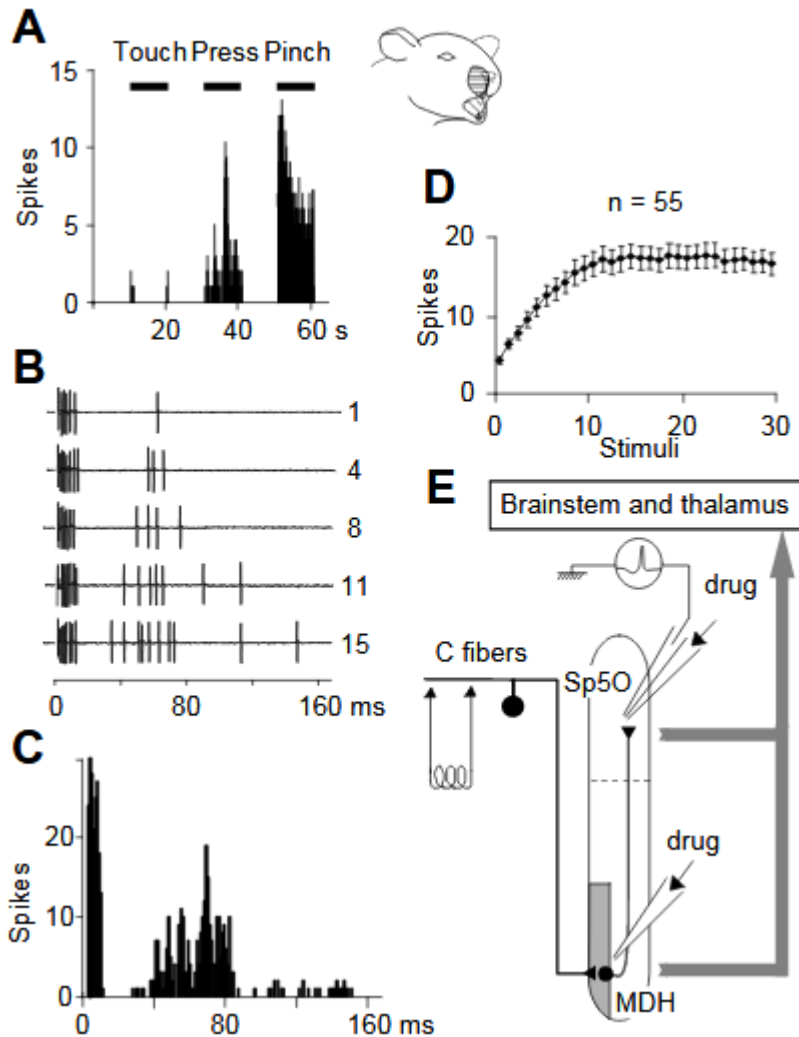 A
Touch Press Pinch
15
10
5
0
Spikes
20
40
60 s
B
1
4
8
11
15
0
80
160 ms
C
20
10
0
Spikes
0
80
160 ms
D
n = 55
20
10
0
Spikes
0
10
20
30
Stimuli
E
Brainstem and thalamus
drug
C fibers
Sp5O
drug
MDH